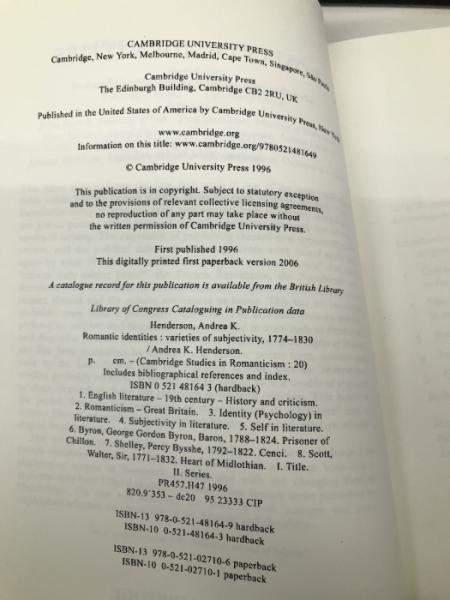 CAMBRIDGE UNIVERSITY PRESS
Cambridge, New York, Melbourne, Madrid, Cape Town, Singapore, São Paulo
Cambridge University Press
The Edinburgh Building, Cambridge CB2 2RU, UK
Published in the United States of America by Cambridge University Press, New York
www.cambridge.org
Information on this title: www.cambridge.org/9780521481649
© Cambridge University Press 1996
This publication is in copyright. Subject to statutory exception
and to the provisions of relevant collective licensing agreements,
no reproduction of any part may take place without
the written permission of Cambridge University Press.
First published 1996
This digitally printed first paperback version 2006
A catalogue record for this publication is available from the British Library
Library of Congress Cataloguing in Publication data
Henderson, Andrea K.
Romantic identities : varieties of subjectivity, 1774–1830
/ Andrea K. Henderson.
p. cm. – (Cambridge Studies in Romanticism : 20)
Includes bibliographical references and index.
ISBN 0 521 48164 3 (hardback)
1. English literature – 19th century – History and criticism.
2. Romanticism – Great Britain. 3. Identity (Psychology) in
literature. 4. Subjectivity in literature. 5. Self in literature.
6. Byron, George Gordon Byron, Baron, 1788–1824. Prisoner of
Chillon. 7. Shelley, Percy Bysshe, 1792–1822. Cenci. 8. Scott,
Walter, Sir, 1771–1832. Heart of Midlothian. I. Title.
II. Series.
PR457.H47 1996
820.9'353 – dc20 95 23333 CIP
ISBN-13 978-0-521-48164-9 hardback
ISBN-10 0-521-48164-3 hardback
ISBN-13 978-0-521-02710-6 paperback
ISBN-10 0-521-02710-1 paperback